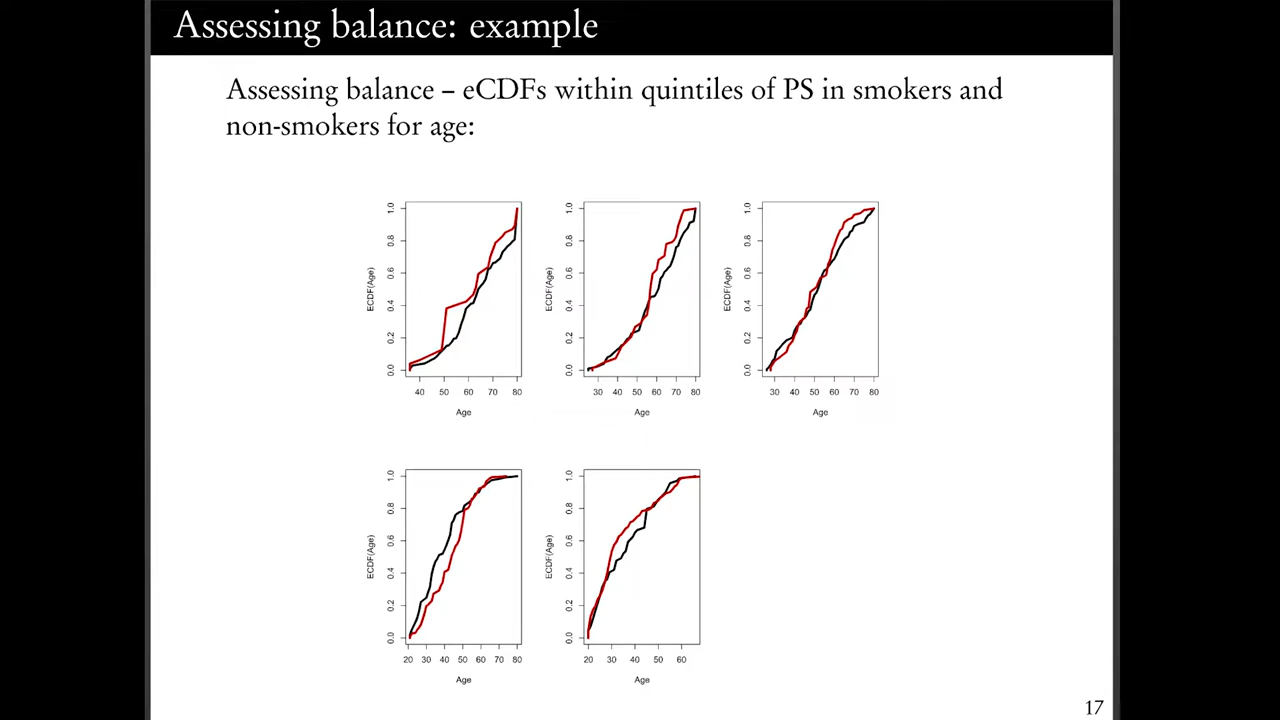 Assessing balance: example
Assessing balance – eCDFs within quintiles of PS in smokers and
non-smokers for age:
ECDF(Age)
0.0 0.2 0.4 0.6 0.8 1.0
40 50 60 70 80
Age
ECDF(Age)
0.0 0.2 0.4 0.6 0.8 1.0
30 40 50 60 70 80
Age
ECDF(Age)
0.0 0.2 0.4 0.6 0.8 1.0
30 40 50 60 70 80
Age
ECDF(Age)
0.0 0.2 0.4 0.6 0.8 1.0
20 30 40 50 60 70 80
Age
ECDF(Age)
0.0 0.2 0.4 0.6 0.8 1.0
20 30 40 50 60
Age
17